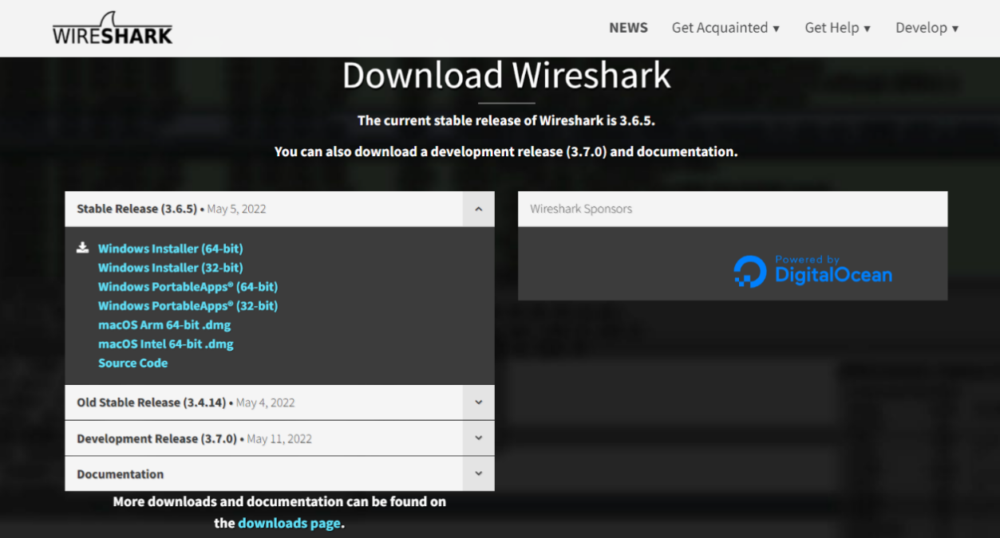 WIRESHARK
NEWS Get Acquainted ▾ Get Help ▾ Develop ▾
Download Wireshark
The current stable release of Wireshark is 3.6.5.
You can also download a development release (3.7.0) and documentation.
Stable Release (3.6.5) • May 5, 2022
Windows Installer (64-bit)
Windows Installer (32-bit)
Windows PortableApps® (64-bit)
Windows PortableApps® (32-bit)
macOS Arm 64-bit .dmg
macOS Intel 64-bit .dmg
Source Code
Old Stable Release (3.4.14) • May 4, 2022
Development Release (3.7.0) • May 11, 2022
Documentation
More downloads and documentation can be found on
the downloads page.
Wireshark Sponsors
Powered by
DigitalOcean